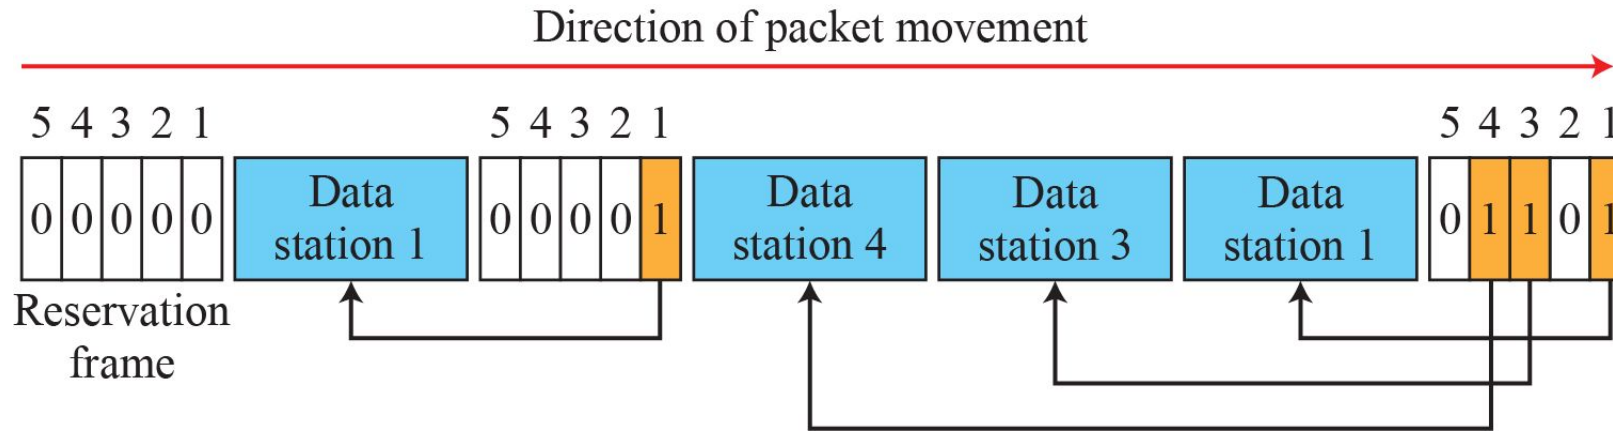 Direction of packet movement
5 4 3 2 1
5 4 3 2 1
5 4 3 2 1
0 0 0 0 0
Data
station 1
0 0 0 0 1
Data
station 4
Data
station 3
Data
station 1
0 1 1 0 1
Reservation
frame